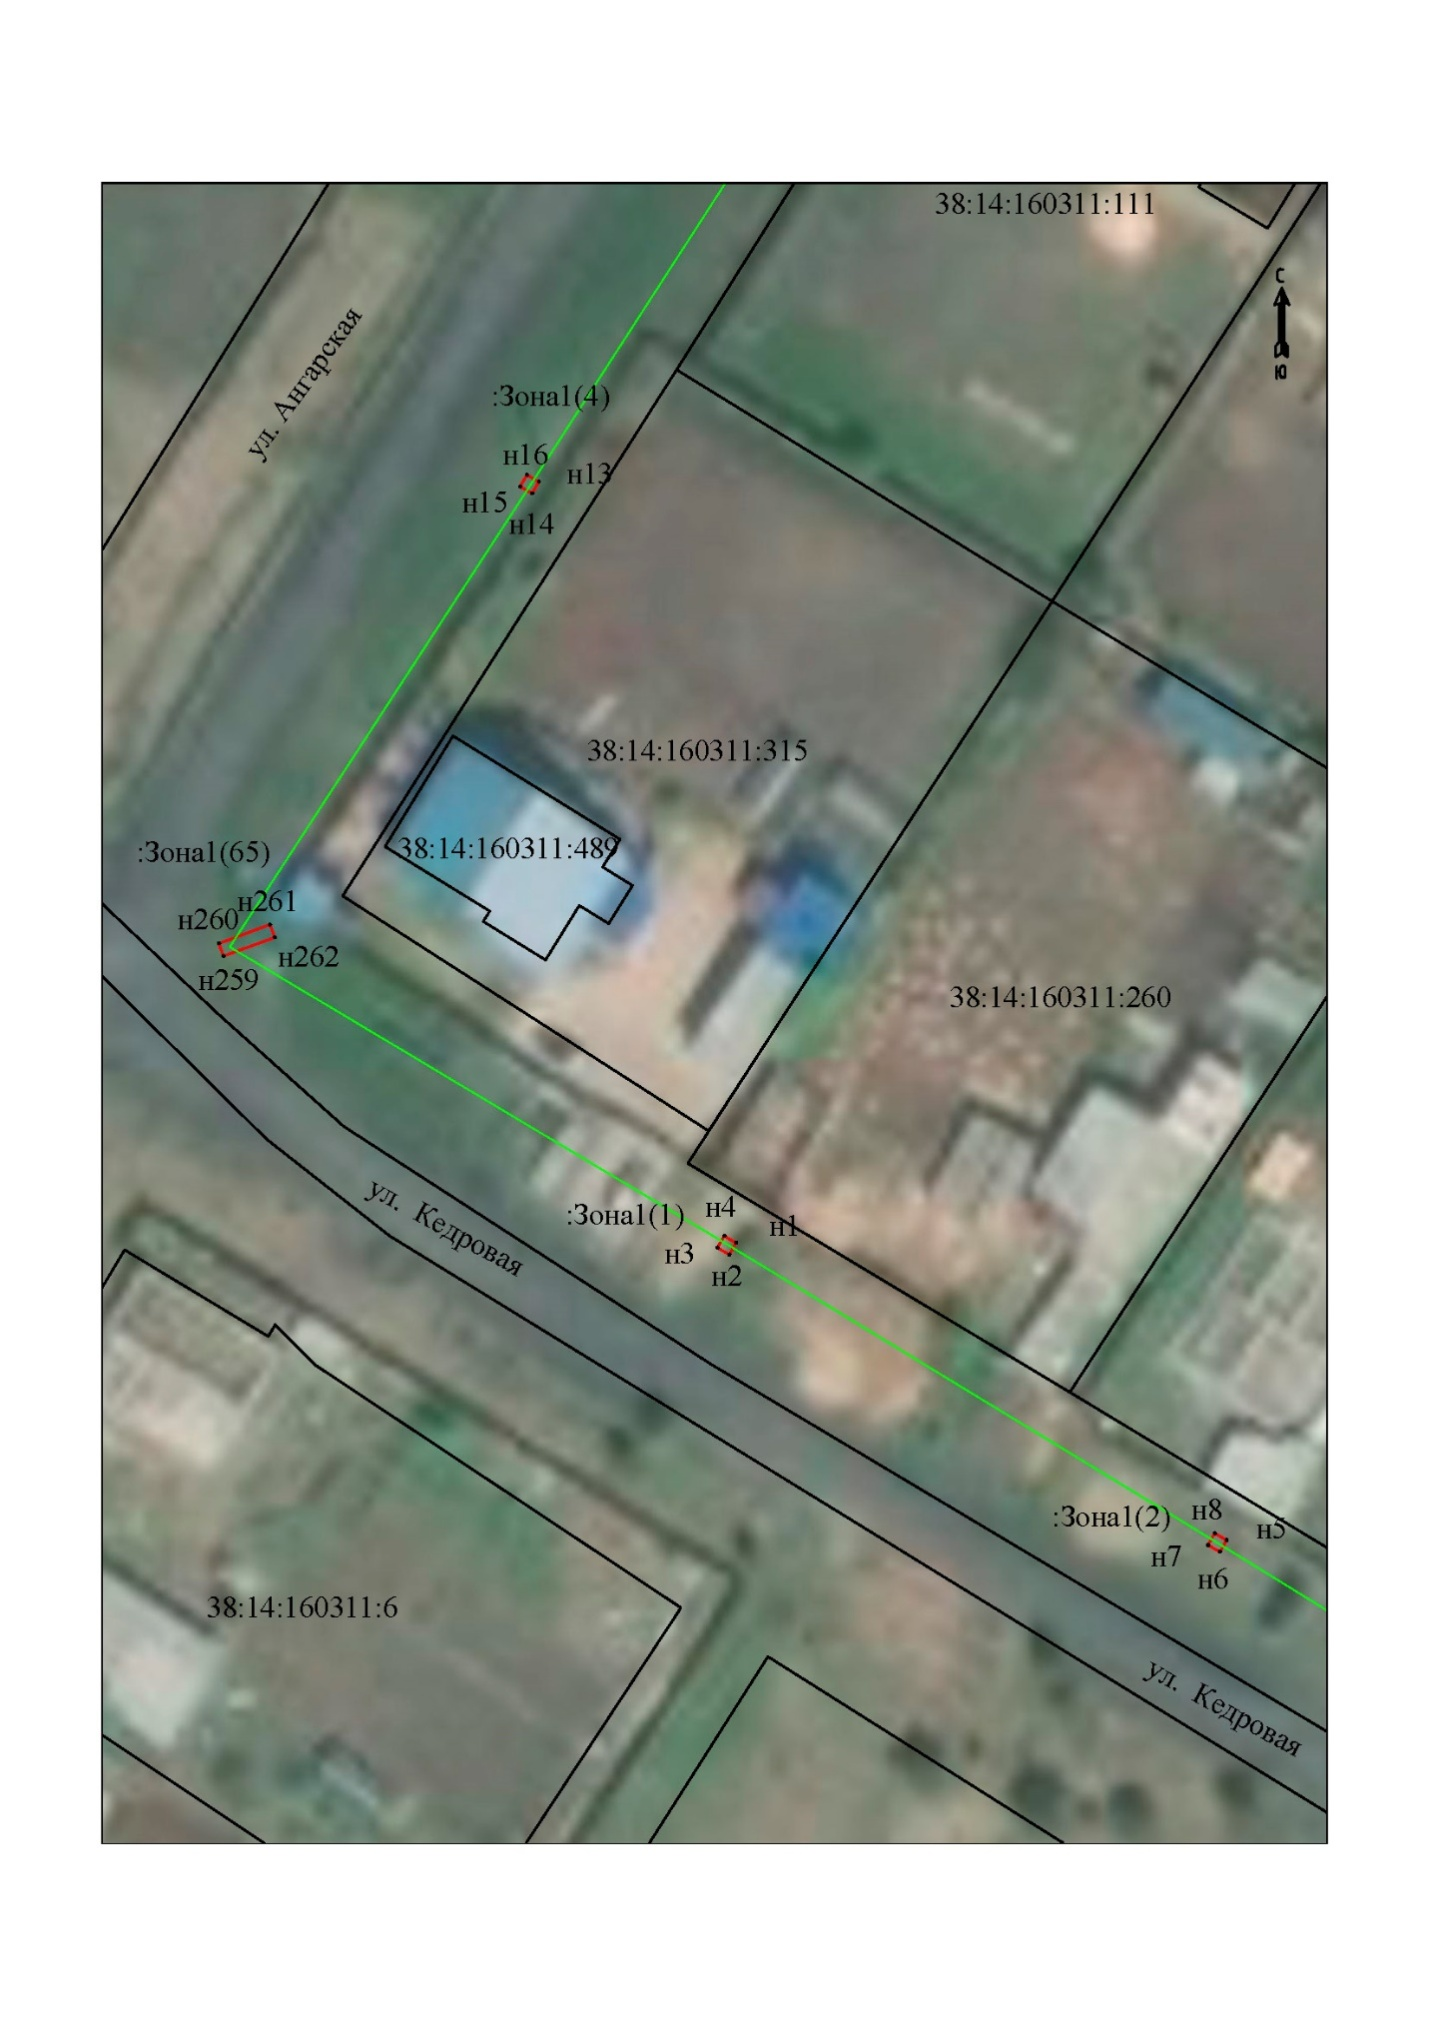 38:14:160311:111
С
Ю
ул. Ангарская
:Зона1(4)
н16
н13
н15
н14
38:14:160311:315
38:14:160311:489
:Зона1(65)
н261
н260
н262
н259
38:14:160311:260
ул. Кедровая
:Зона1(1)
н4
н1
н3
н2
:Зона1(2)
н8
н5
н7
н6
38:14:160311:6
ул. Кедровая